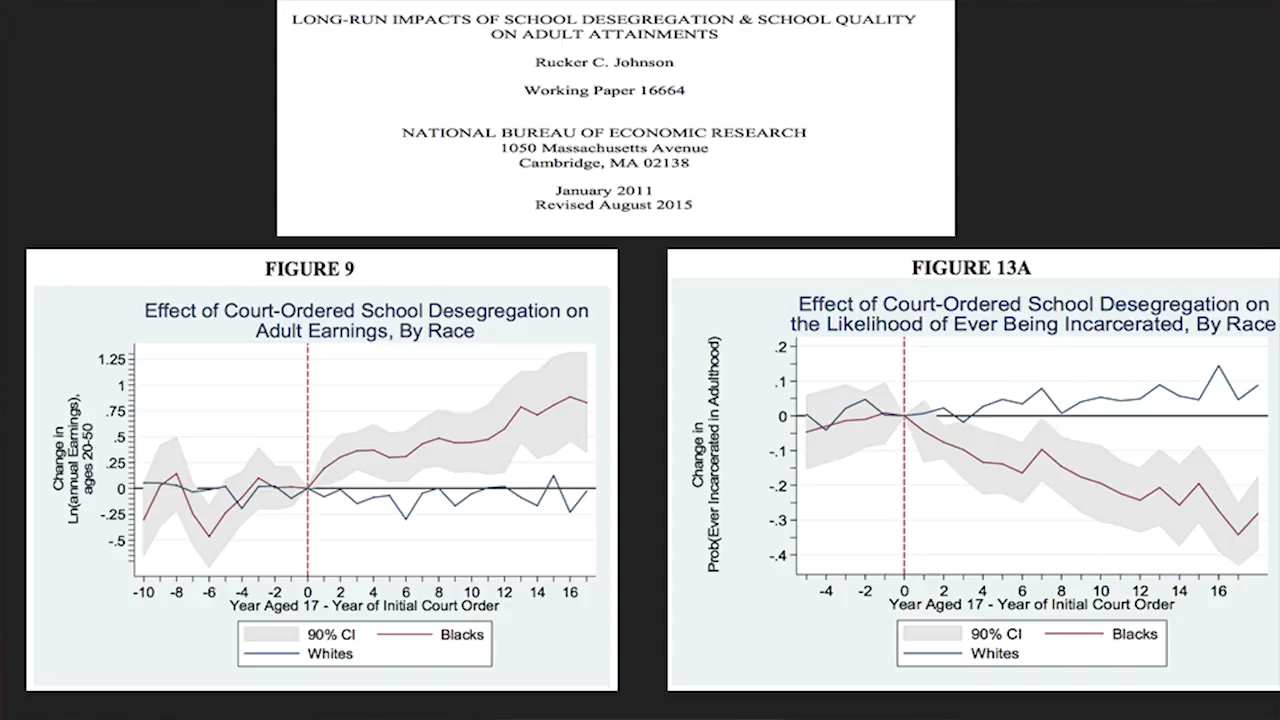 LONG-RUN IMPACTS OF SCHOOL DESEGREGATION & SCHOOL QUALITY
ON ADULT ATTAINMENTS
Rucker C. Johnson
Working Paper 16664
NATIONAL BUREAU OF ECONOMIC RESEARCH
1050 Massachusetts Avenue
Cambridge, MA 02138
January 2011
Revised August 2015
FIGURE 9
Effect of Court-Ordered School Desegregation on
Adult Earnings, By Race
Change in
Ln(annual Earnings),
ages 20-50
1.25
1
.75
.5
.25
0
-.25
-.5
-10 -8 -6 -4 -2 0 2 4 6 8 10 12 14 16
Year Aged 17 - Year of Initial Court Order
90% CI Blacks
Whites
FIGURE 13A
Effect of Court-Ordered School Desegregation on
the Likelihood of Ever Being Incarcerated, By Race
Change in
Prob(Ever Incarcerated in Adulthood)
.2
.1
0
-.1
-.2
-.3
-.4
-4 -2 0 2 4 6 8 10 12 14 16
Year Aged 17 - Year of Initial Court Order
90% CI Blacks
Whites